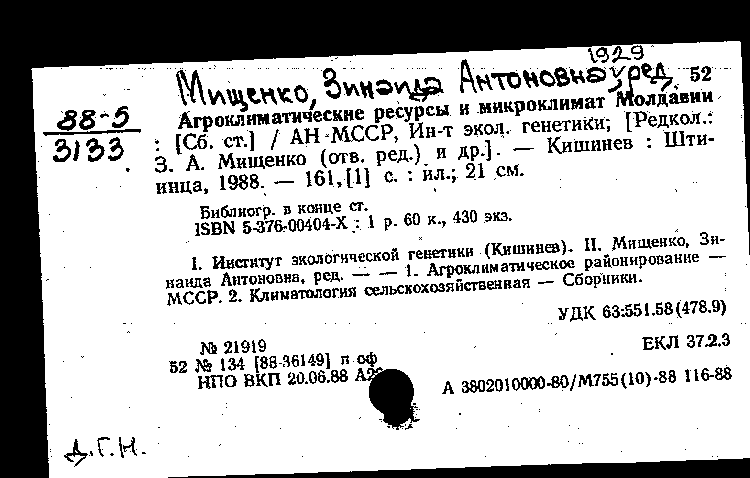 1929
Мищенко, Зинаида Антоновна, ред. 52
88-5
3133
Агроклиматические ресурсы и микроклимат Молдавии
: [Сб. ст.] / АН МССР, Ин-т экол. генетики; [Редкол.:
З. А. Мищенко (отв. ред.) и др.]. — Кишинев : Шти-
инца, 1988. — 161,[1] с. : ил.; 21 см.
Библиогр. в конце ст.
ISBN 5-376-00404-X : 1 р. 60 к., 430 экз.
I. Институт экологической генетики (Кишинев). II. Мищенко, Зи-
наида Антоновна, ред. — — 1. Агроклиматическое районирование —
МССР. 2. Климатология сельскохозяйственная — Сборники.
УДК 63:551.58(478.9)
№ 21919
ЕКЛ 37.2.3
52 № 134 [88-36149] п оф
НПО ВКП 20.06.88
А 3802010000-80/М755(10)-88 116-88
Д.Г.Н.